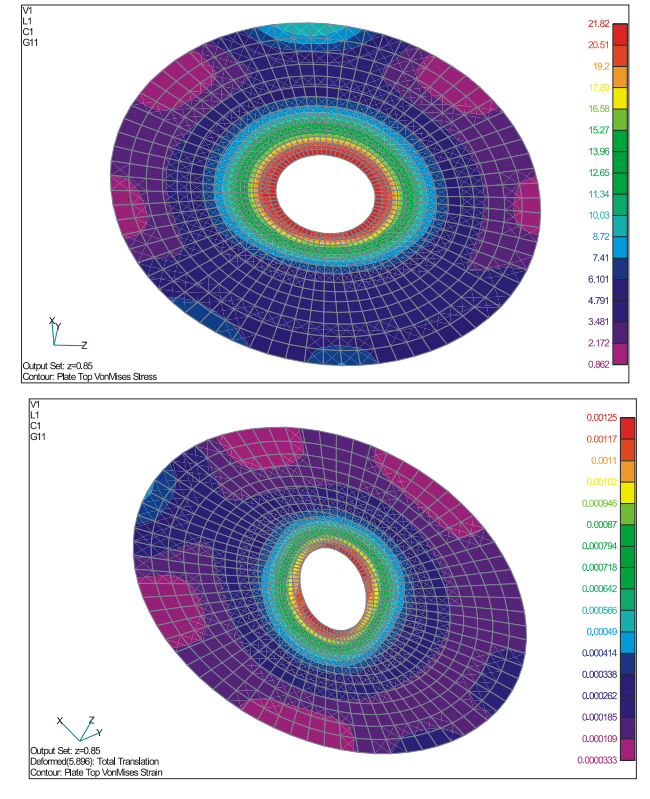 V1
L1
C1
G11
21.82
20.51
19.2
17.89
16.58
15.27
13.96
12.65
11.34
10.03
8.72
7.41
6.101
4.791
3.481
2.172
0.862
X
Y
Z
Output Set: z=0.85
Contour: Plate Top VonMises Stress
V1
L1
C1
G11
0.00125
0.00117
0.0011
0.00102
0.000946
0.00087
0.000794
0.000718
0.000642
0.000566
0.00049
0.000414
0.000338
0.000262
0.000185
0.000109
0.0000333
X
Z
Y
Output Set: z=0.85
Deformed(5.896): Total Translation
Contour: Plate Top VonMises Strain